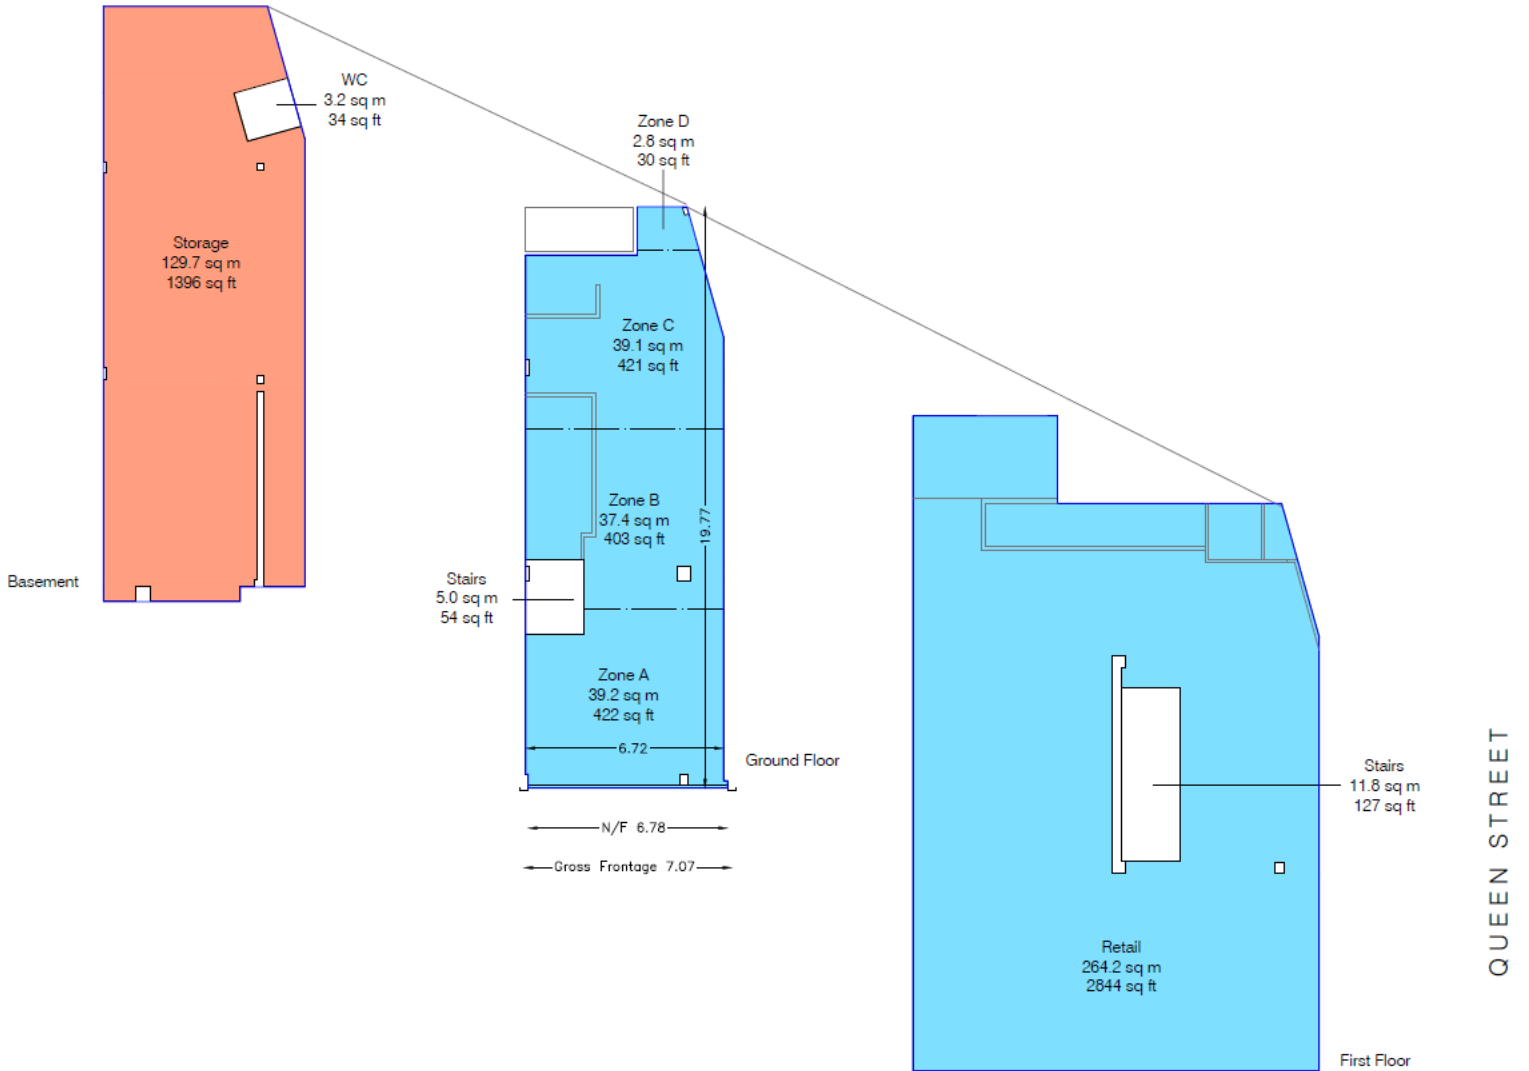 WC
3.2 sq m
34 sq ft
Storage
129.7 sq m
1396 sq ft
Basement
Zone D
2.8 sq m
30 sq ft
Zone C
39.1 sq m
421 sq ft
19.77
Zone B
37.4 sq m
403 sq ft
Stairs
5.0 sq m
54 sq ft
Zone A
39.2 sq m
422 sq ft
6.72
Ground Floor
N/F 6.78
Gross Frontage 7.07
Stairs
11.8 sq m
127 sq ft
Retail
264.2 sq m
2844 sq ft
First Floor
QUEEN STREET